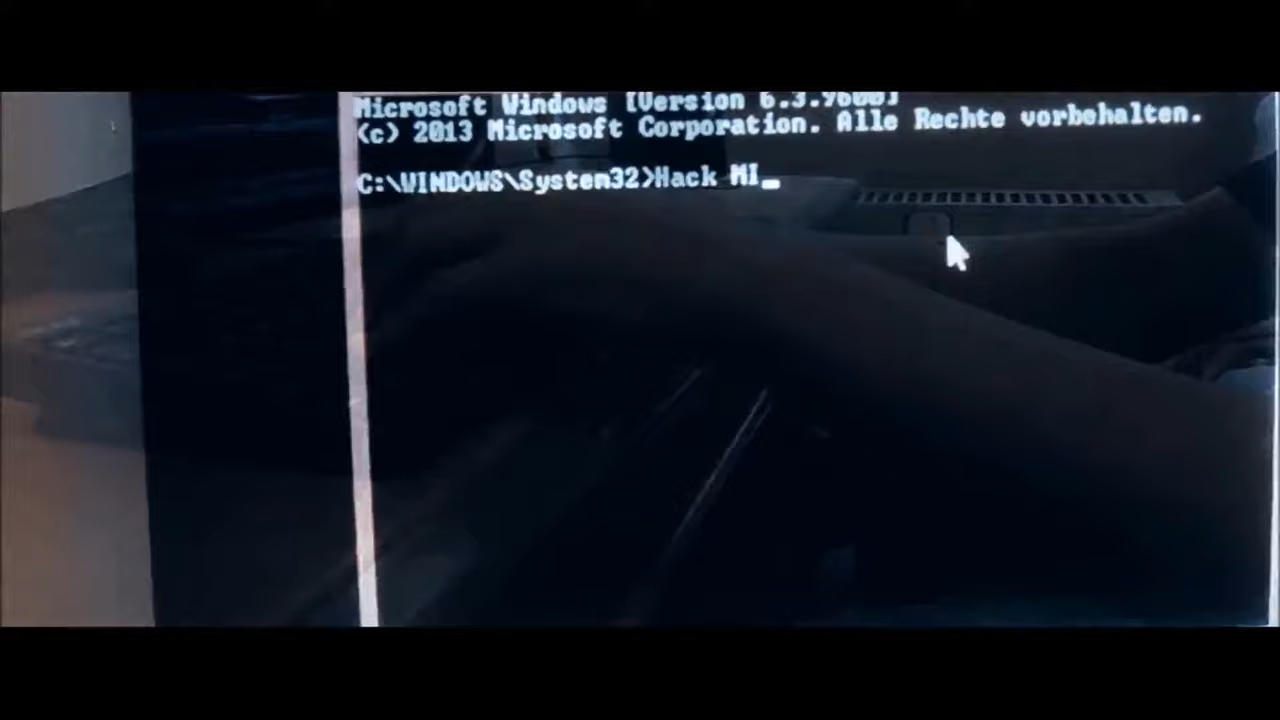 Microsoft Windows [Version 6.3.9600]
(c) 2013 Microsoft Corporation. Alle Rechte vorbehalten.
C:\WINDOWS\System32>Hack MI_